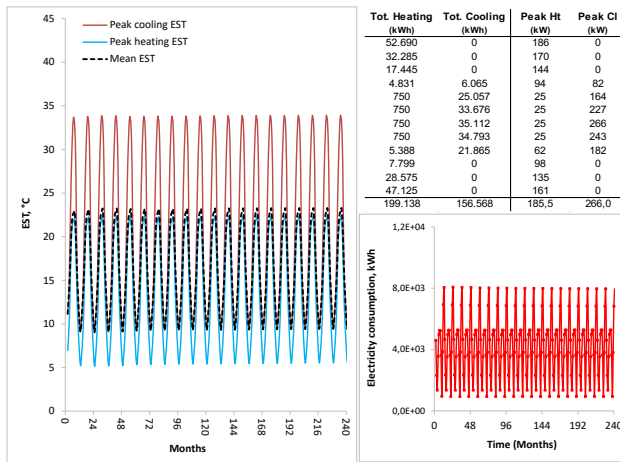 45
40
35
30
25
20
15
10
5
0
EST, °C
Peak cooling EST
Peak heating EST
Mean EST
0 24 48 72 96 120 144 168 192 216 240
Months
Tot. Heating Tot. Cooling Peak Ht Peak Cl
(kWh) (kWh) (kW) (kW)
52.690 0 186 0
32.285 0 170 0
17.445 0 144 0
4.831 6.065 94 82
750 25.057 25 164
750 33.676 25 227
750 35.112 25 266
750 34.793 25 243
5.388 21.865 62 182
7.799 0 98 0
28.575 0 135 0
47.125 0 161 0
199.138 156.568 185,5 266,0
1,2E+04
8,0E+03
4,0E+03
0,0E+00
Electricity consumption, kWh
0 48 96 144 192 240
Time (Months)